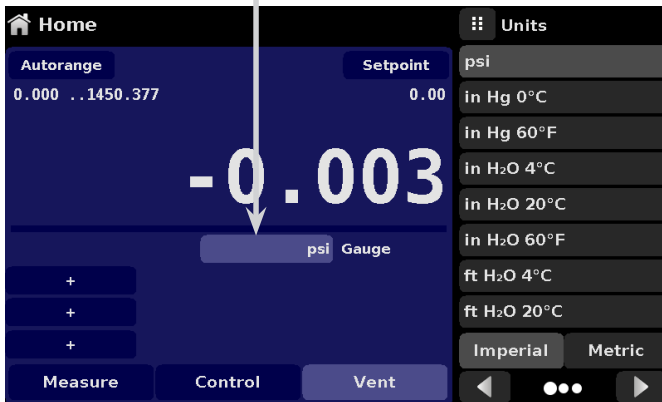 Home
Autorange
Setpoint
0.000 ..1450.377
0.00
-0.003
psi Gauge
+
+
+
Measure
Control
Vent
Units
psi
in Hg 0°C
in Hg 60°F
in H₂O 4°C
in H₂O 20°C
in H₂O 60°F
ft H₂O 4°C
ft H₂O 20°C
Imperial
Metric